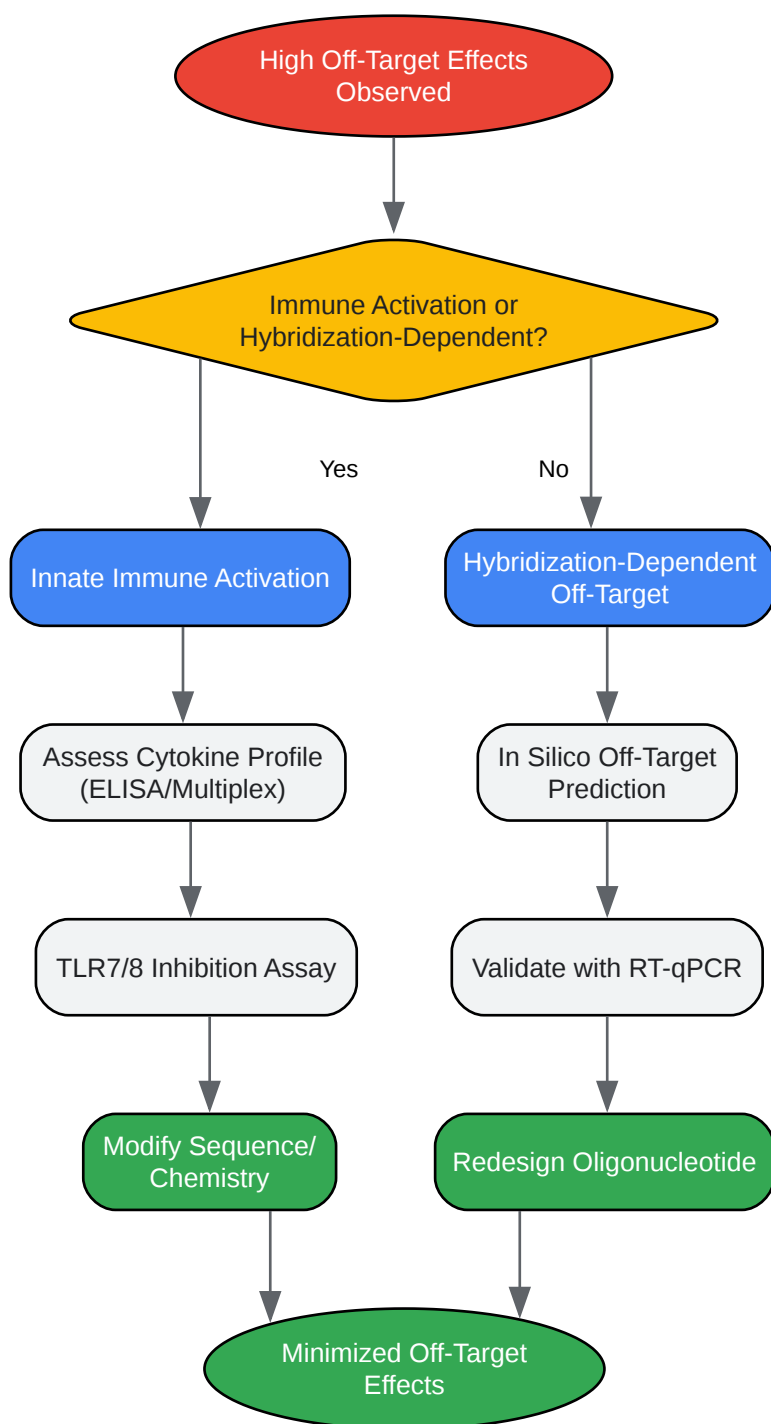 High Off-Target Effects
Observed
Immune Activation or
Hybridization-Dependent?
Yes
No
Innate Immune Activation
Hybridization-Dependent
Off-Target
Assess Cytokine Profile
(ELISA/Multiplex)
In Silico Off-Target
Prediction
TLR7/8 Inhibition Assay
Validate with RT-qPCR
Modify Sequence/
Chemistry
Redesign Oligonucleotide
Minimized Off-Target
Effects